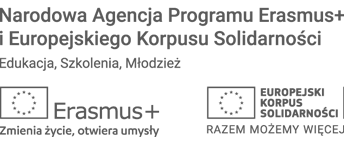 Narodowa Agencja Programu Erasmus+
i Europejskiego Korpusu Solidarności
Edukacja, Szkolenia, Młodzież
Erasmus+
Zmienia życie, otwiera umysły
EUROPEJSKI
KORPUS
SOLIDARNOŚCI
RAZEM MOŻEMY WIĘCEJ